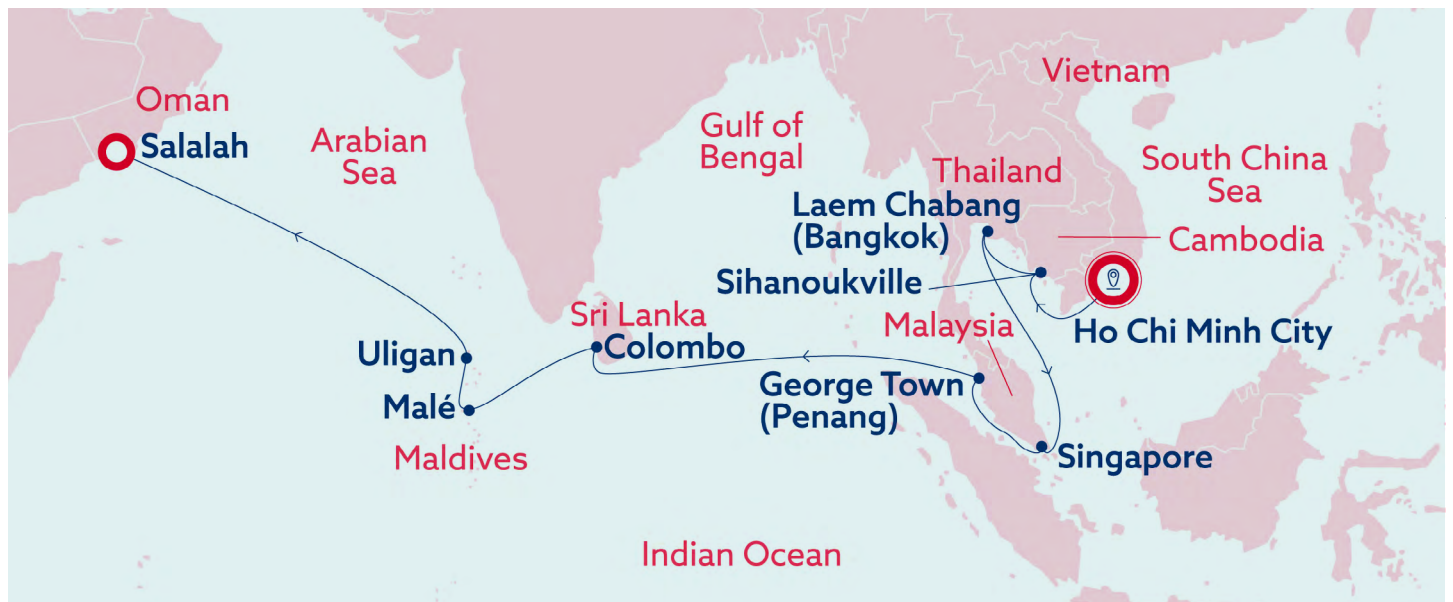 Vietnam
Oman
Salalah
Arabian
Sea
Gulf of
Bengal
Thailand
South China
Sea
Laem Chabang
(Bangkok)
Cambodia
Sihanoukville
Sri Lanka
Malaysia
Ho Chi Minh City
Colombo
Uligan
George Town
(Penang)
Malé
Maldives
Singapore
Indian Ocean